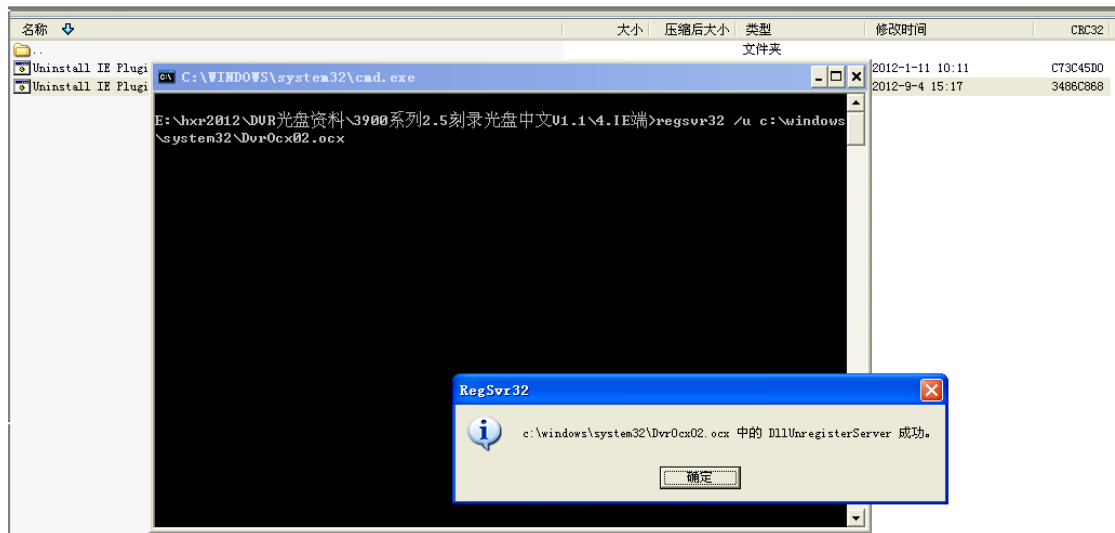 名称 大小 压缩后大小 类型 修改时间 CRC32
.. 文件夹
Uninstall IE Plugi 2012-1-11 10:11 C73C45D0
Uninstall IE Plugi 2012-9-4 15:17 3486C868
C:\WINDOWS\system32\cmd.exe
E:\hxr2012\DVR光盘资料\3900系列2.5刻录光盘中文V1.1\4.IE端>regsvr32 /u c:\windows
\system32\DvrOcx02.ocx
RegSvr32
c:\windows\system32\DvrOcx02.ocx 中的 DllUnregisterServer 成功。
确定